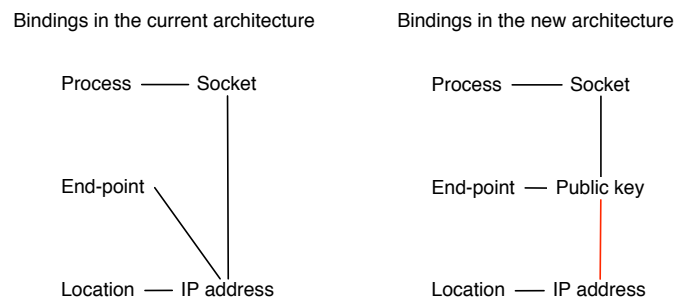 Bindings in the current architecture
Bindings in the new architecture
Process
Socket
Process
Socket
End-point
End-point
Public key
Location
IP address
Location
IP address